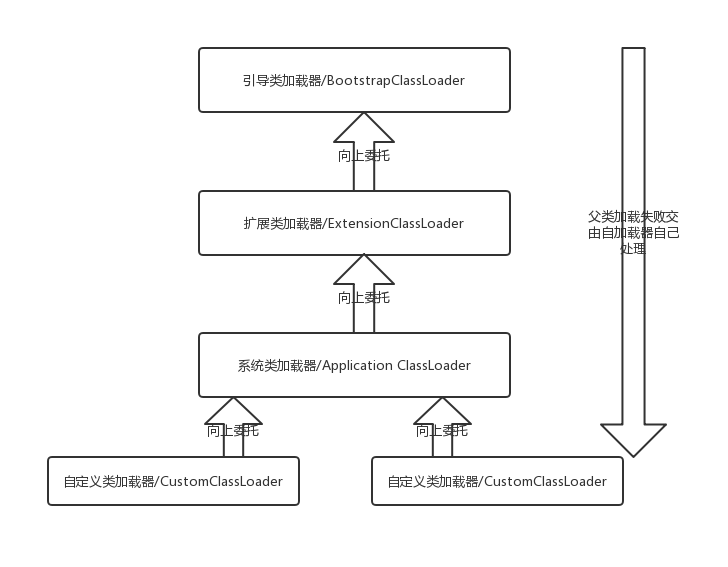 引导类加载器/BootstrapClassLoader
向上委托
扩展类加载器/ExtensionClassLoader
父类加载失败交
由自加载器自己
处理
向上委托
系统类加载器/Application ClassLoader
向上委托
向上委托
自定义类加载器/CustomClassLoader
自定义类加载器/CustomClassLoader